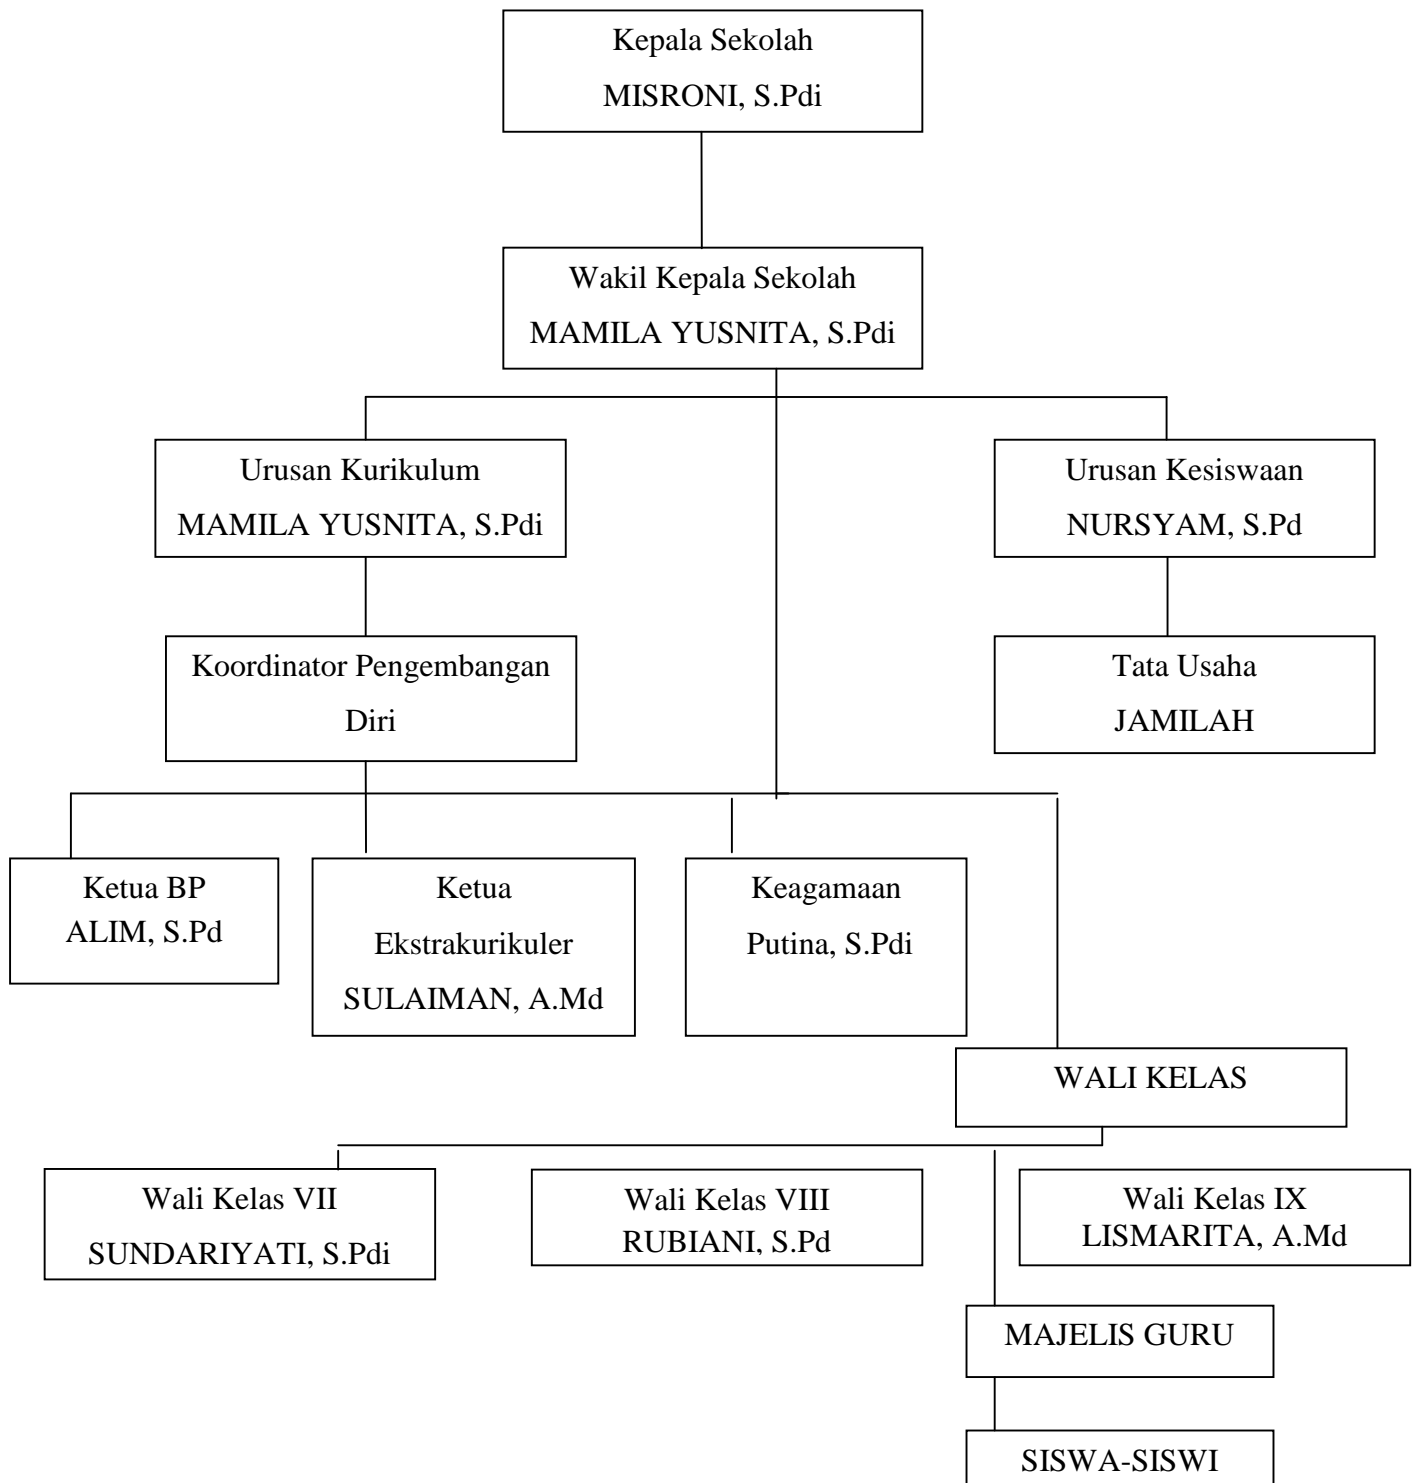 Kepala Sekolah
MISRONI, S.Pdi
Wakil Kepala Sekolah
MAMILA YUSNITA, S.Pdi
Urusan Kurikulum
MAMILA YUSNITA, S.Pdi
Urusan Kesiswaan
NURSYAM, S.Pd
Koordinator Pengembangan
Diri
Tata Usaha
JAMILAH
Ketua BP
ALIM, S.Pd
Ketua
Ekstrakurikuler
SULAIMAN, A.Md
Keagamaan
Putina, S.Pdi
WALI KELAS
Wali Kelas VII
SUNDARIYATI, S.Pdi
Wali Kelas VIII
RUBIANI, S.Pd
Wali Kelas IX
LISMARITA, A.Md
MAJELIS GURU
SISWA-SISWI